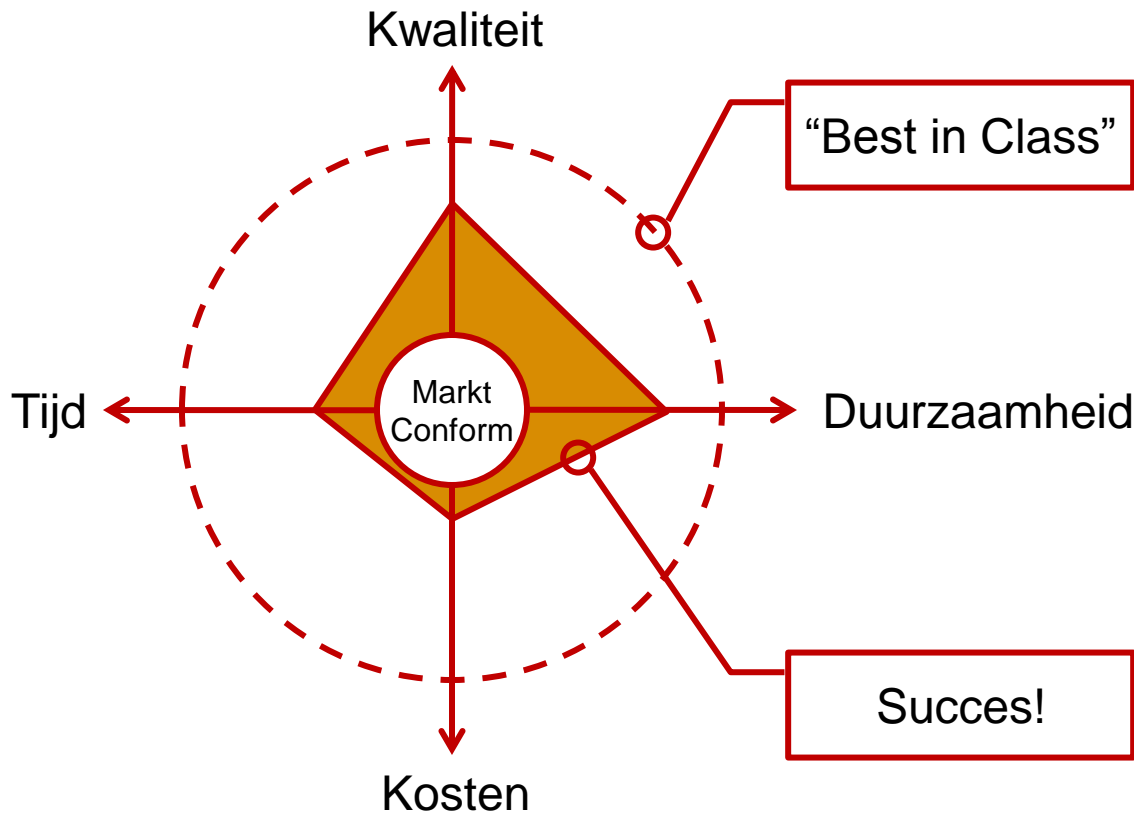 Kwaliteit
“Best in Class”
Tijd
Markt
Conform
Duurzaamheid
Succes!
Kosten